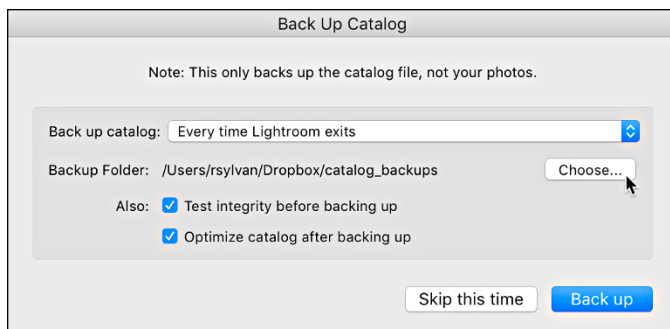 Back Up Catalog
Note: This only backs up the catalog file, not your photos.
Back up catalog: Every time Lightroom exits
Backup Folder: /Users/rsylvan/Dropbox/catalog_backups Choose...
Also: Test integrity before backing up
Optimize catalog after backing up
Skip this time Back up